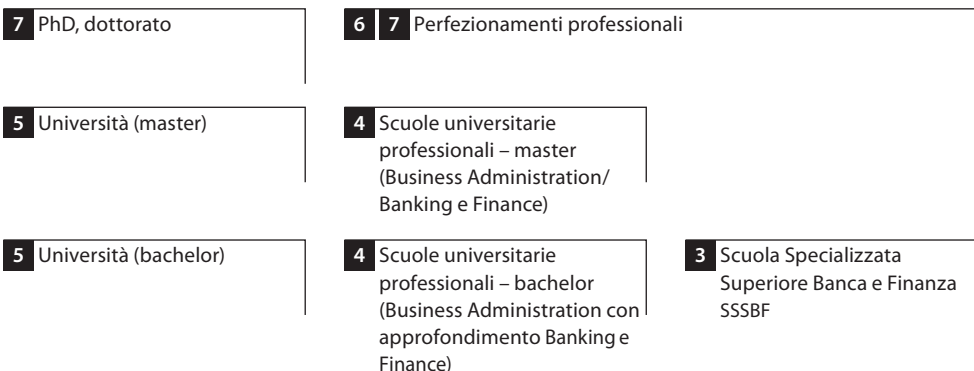 7 PhD, dottorato
6 7 Perfezionamenti professionali
5 Università (master)
4 Scuole universitarie
professionali – master
(Business Administration/
Banking e Finance)
5 Università (bachelor)
4 Scuole universitarie
professionali – bachelor
(Business Administration con
approfondimento Banking e
Finance)
3 Scuola Specializzata
Superiore Banca e Finanza
SSSBF